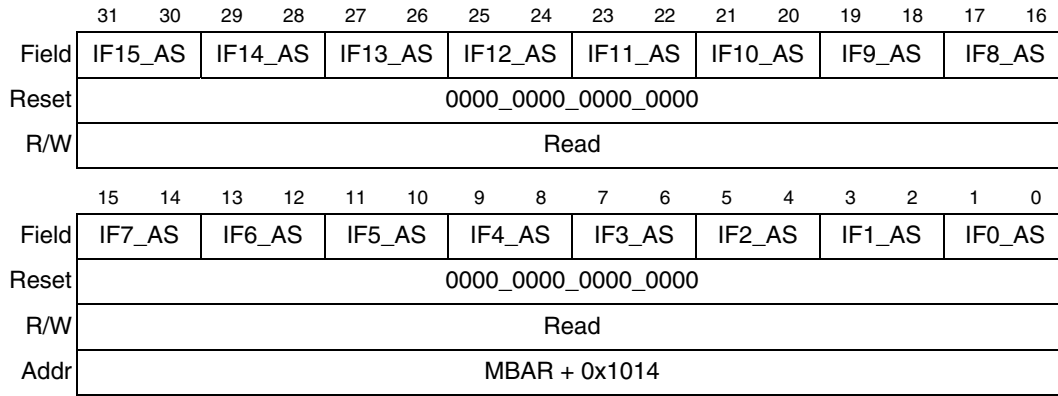 31 30 29 28 27 26 25 24 23 22 21 20 19 18 17 16
Field IF15_AS IF14_AS IF13_AS IF12_AS IF11_AS IF10_AS IF9_AS IF8_AS
Reset 0000_0000_0000_0000
R/W Read
15 14 13 12 11 10 9 8 7 6 5 4 3 2 1 0
Field IF7_AS IF6_AS IF5_AS IF4_AS IF3_AS IF2_AS IF1_AS IF0_AS
Reset 0000_0000_0000_0000
R/W Read
Addr MBAR + 0x1014